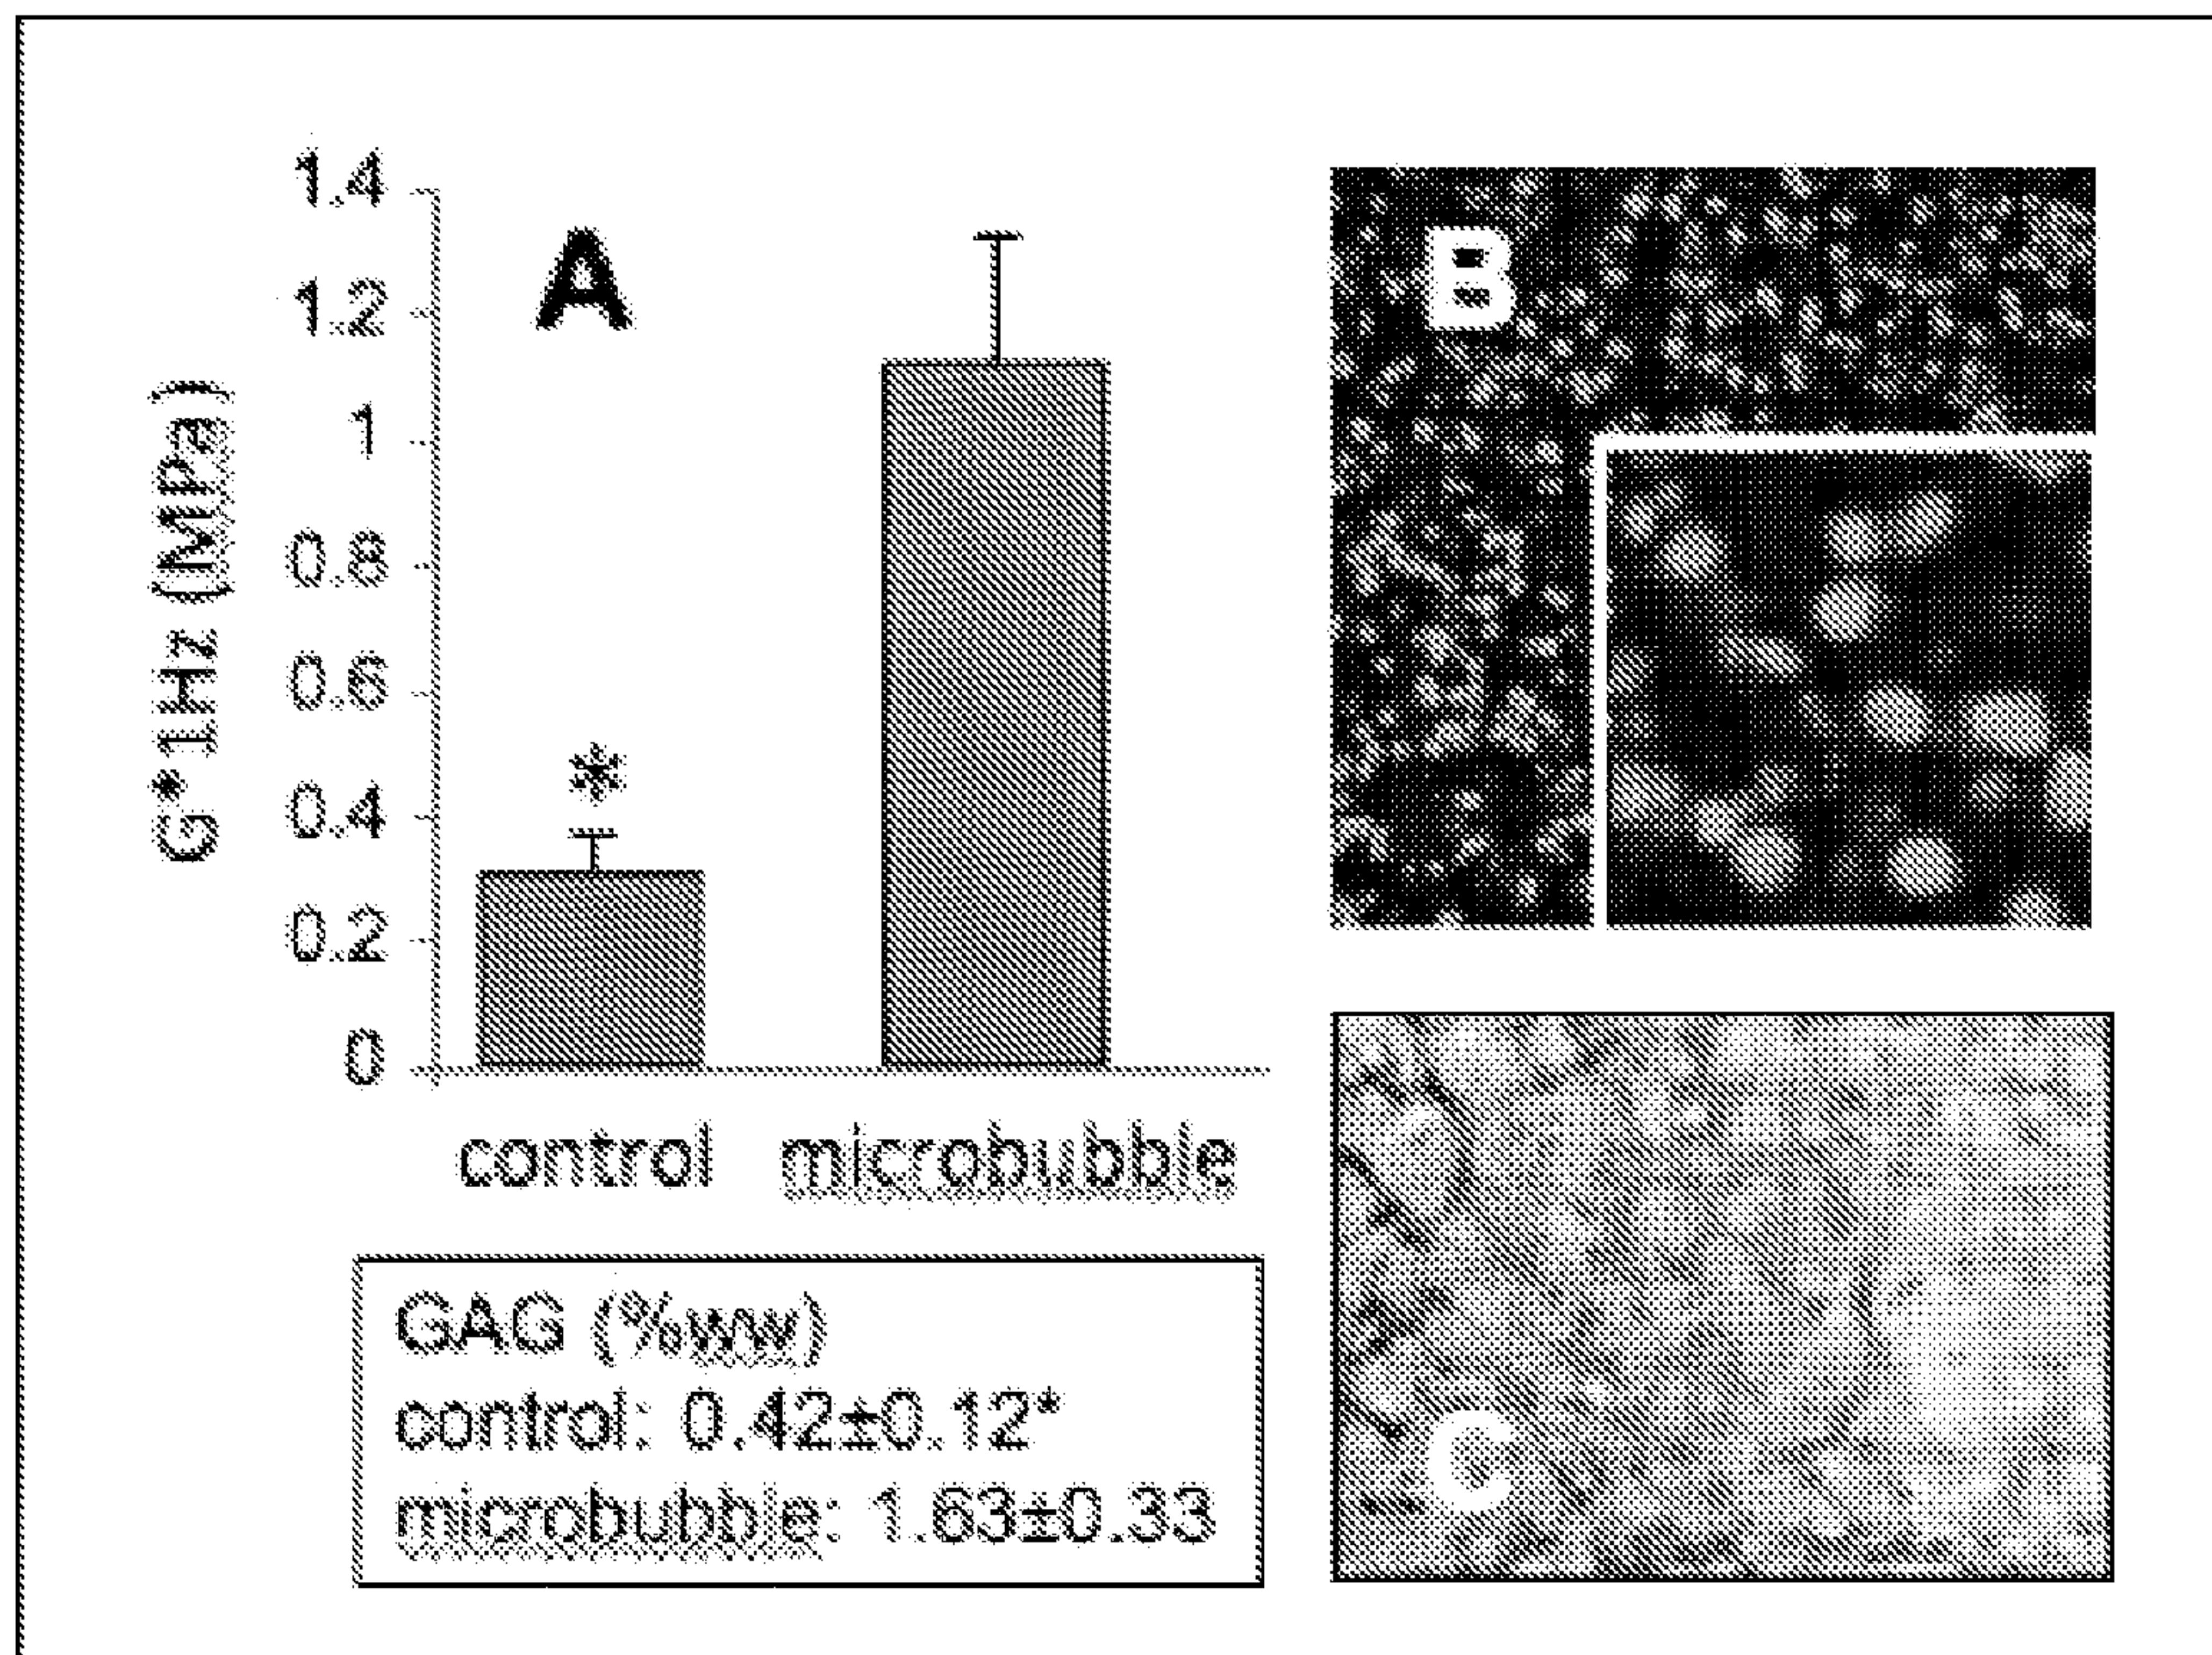 A
G*1Hz (MPa)
1.4
1.2
1
0.8
0.6
0.4
0.2
0
*
control microbubble
GAG (%ww)
control: 0.42±0.12*
microbubble: 1.63±0.33
B
C